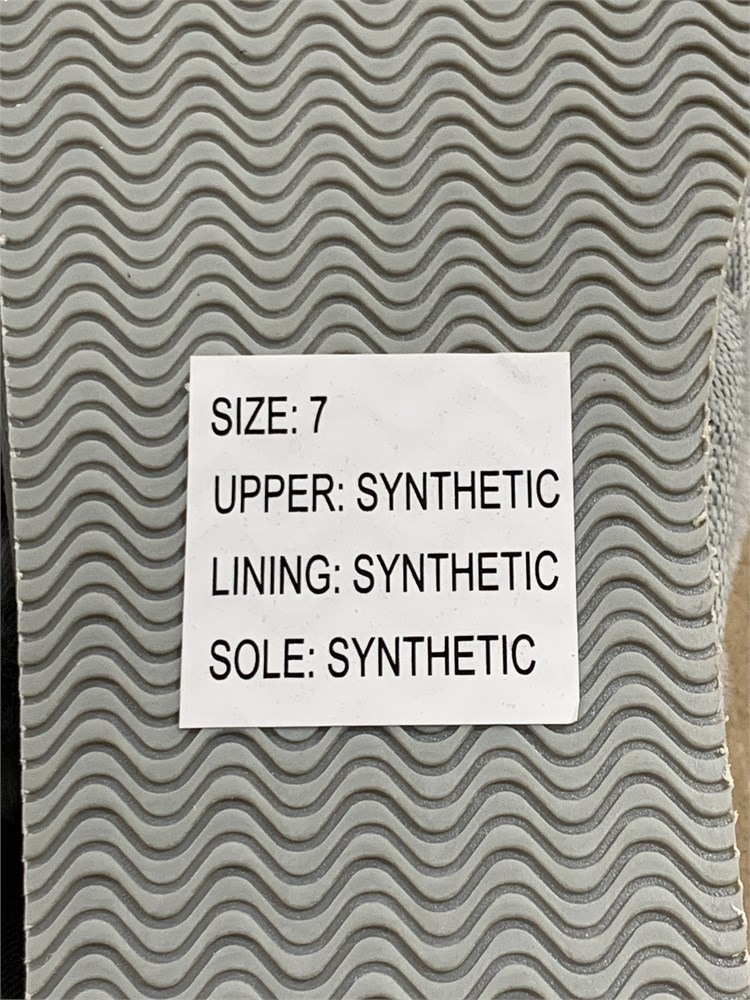 SIZE: 7
UPPER: SYNTHETIC
LINING: SYNTHETIC
SOLE: SYNTHETIC